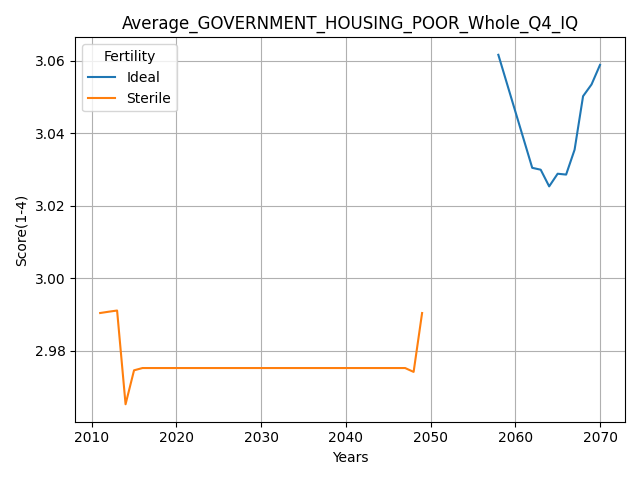 Average_GOVERNMENT_HOUSING_POOR_Whole_Q4_IQ
Fertility
Ideal
Sterile
Score(1-4)
3.06
3.04
3.02
3.00
2.98
2010 2020 2030 2040 2050 2060 2070
Years